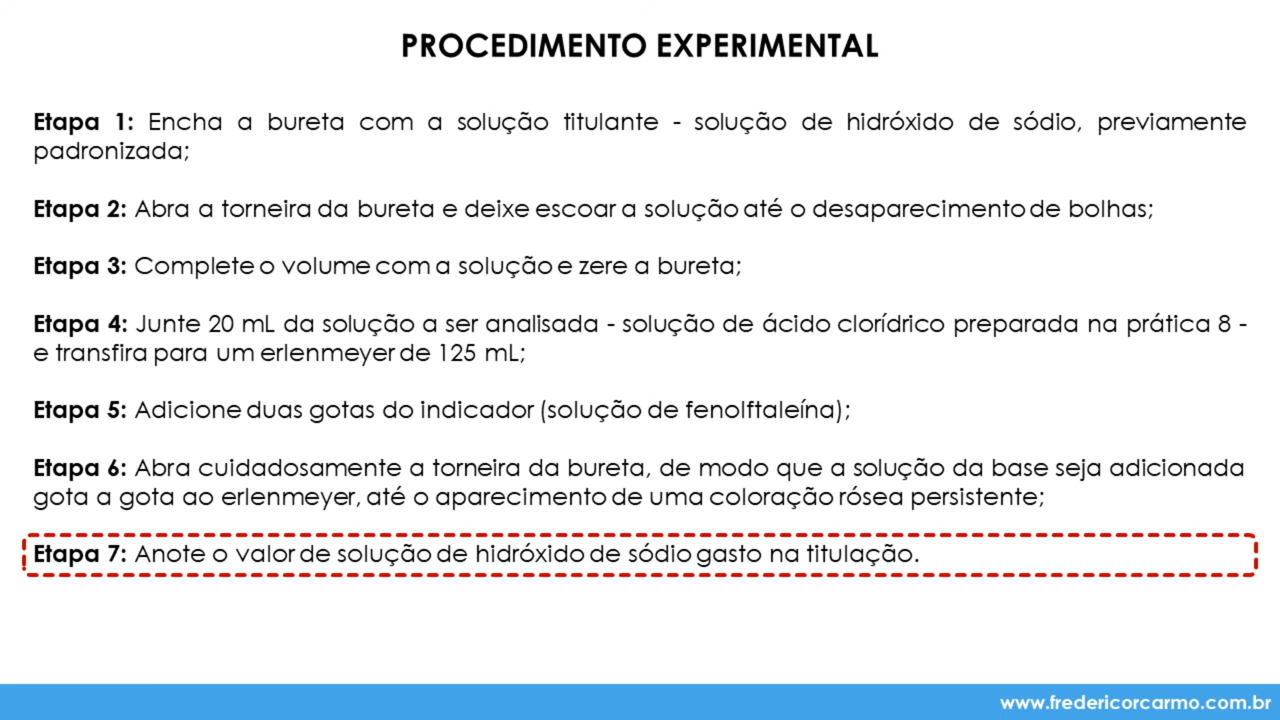 PROCEDIMENTO EXPERIMENTAL
Etapa 1: Encha a bureta com a solução titulante - solução de hidróxido de sódio, previamente
padronizada;
Etapa 2: Abra a torneira da bureta e deixe escoar a solução até o desaparecimento de bolhas;
Etapa 3: Complete o volume com a solução e zere a bureta;
Etapa 4: Junte 20 mL da solução a ser analisada - solução de ácido clorídrico preparada na prática 8 -
e transfira para um erlenmeyer de 125 mL;
Etapa 5: Adicione duas gotas do indicador (solução de fenolftaleína);
Etapa 6: Abra cuidadosamente a torneira da bureta, de modo que a solução da base seja adicionada
gota a gota ao erlenmeyer, até o aparecimento de uma coloração rósea persistente;
Etapa 7: Anote o valor de solução de hidróxido de sódio gasto na titulação.
www.fredericorcarmo.com.br